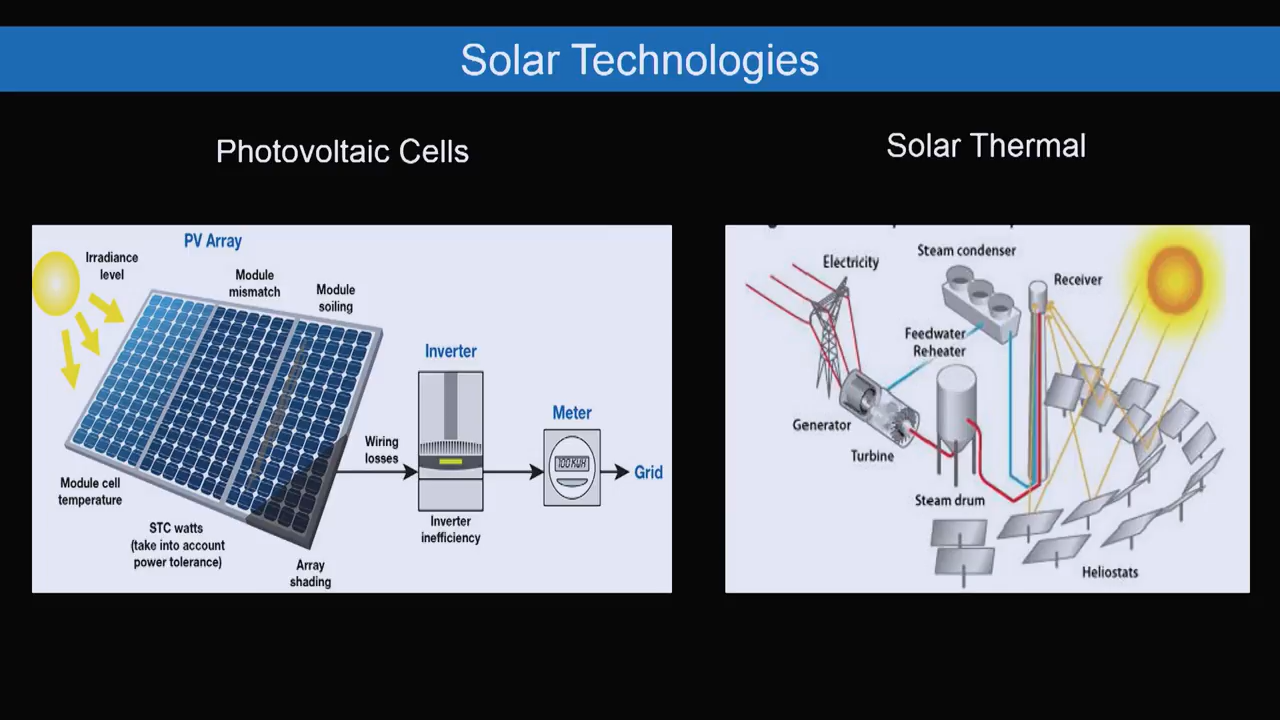 Solar Technologies
Photovoltaic Cells
PV Array
Irradiance
level
Module
mismatch
Module
soiling
Inverter
Meter
Wiring
losses
100 KWH
Grid
Module cell
temperature
STC watts
(take into account
power tolerance)
Inverter
inefficiency
Array
shading
Solar Thermal
Steam condenser
Electricity
Receiver
Feedwater
Reheater
Generator
Turbine
Steam drum
Heliostats